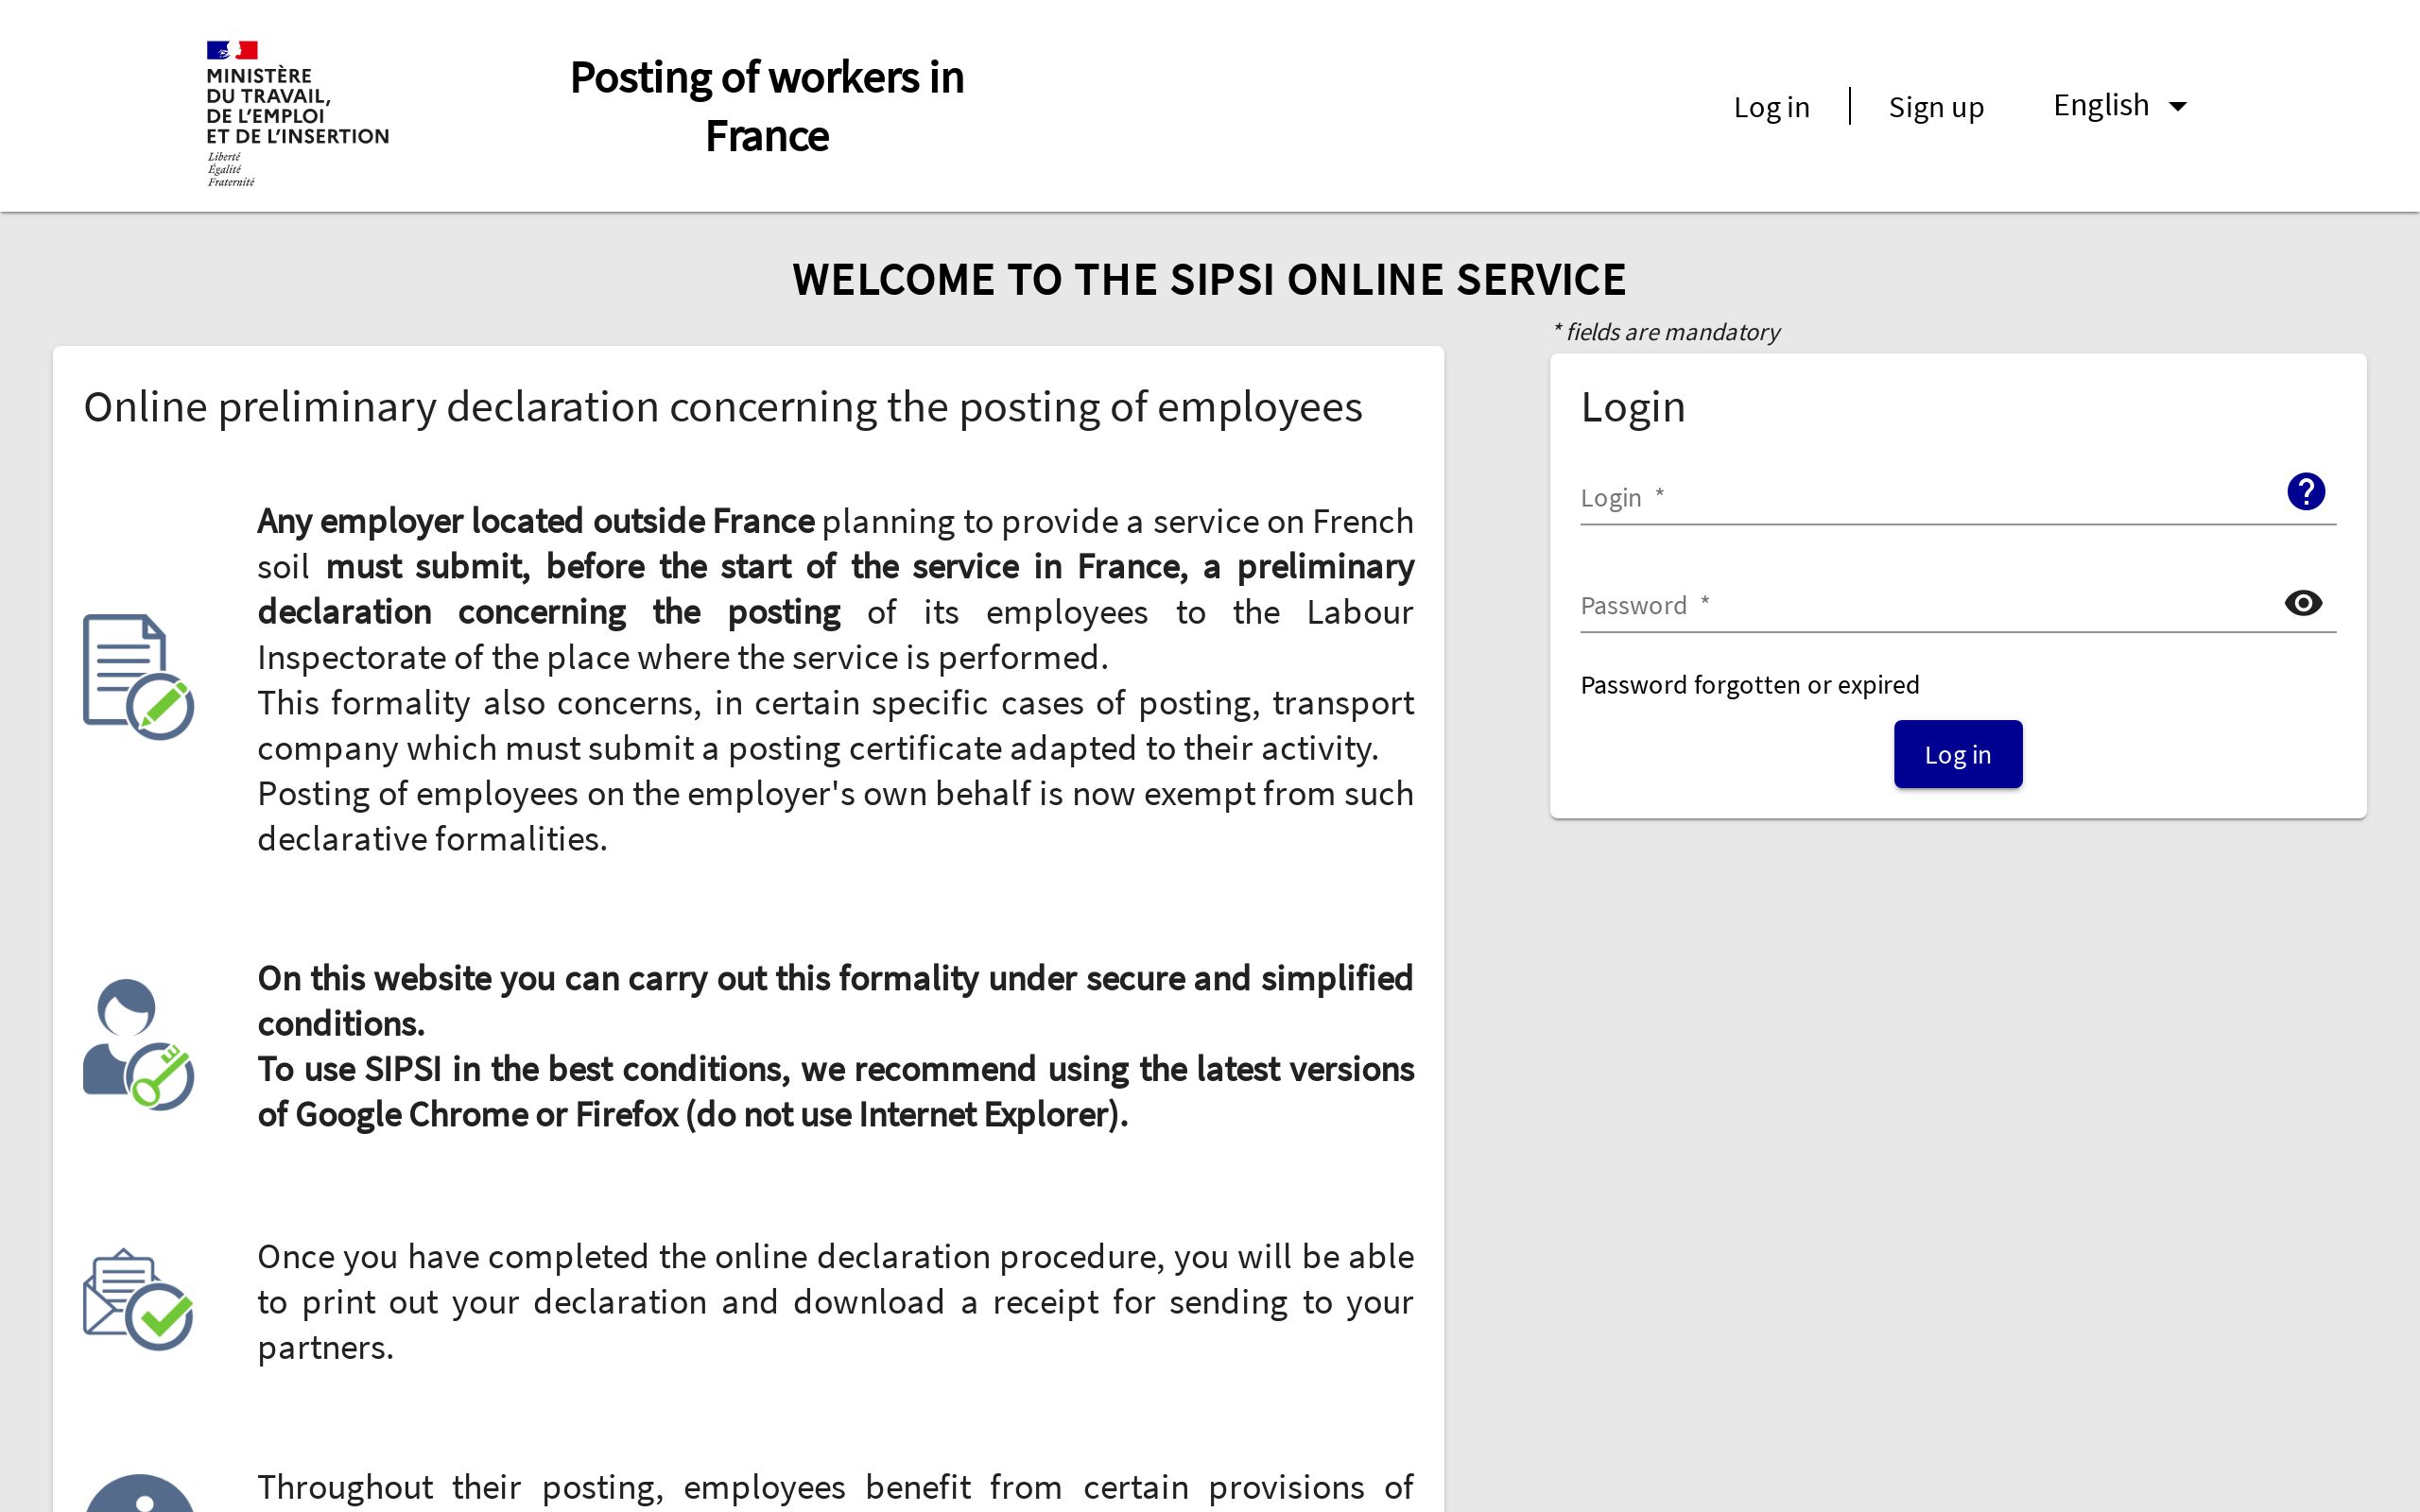 MINISTÈRE
DU TRAVAIL,
DE L'EMPLOI
ET DE L'INSERTION
Liberté
Égalité
Fraternité
Posting of workers in
France
Log in
Sign up
English
WELCOME TO THE SIPSI ONLINE SERVICE
* fields are mandatory
Online preliminary declaration concerning the posting of employees
Any employer located outside France planning to provide a service on French
soil must submit, before the start of the service in France, a preliminary
declaration concerning the posting of its employees to the Labour
Inspectorate of the place where the service is performed.
This formality also concerns, in certain specific cases of posting, transport
company which must submit a posting certificate adapted to their activity.
Posting of employees on the employer's own behalf is now exempt from such
declarative formalities.
On this website you can carry out this formality under secure and simplified
conditions.
To use SIPSI in the best conditions, we recommend using the latest versions
of Google Chrome or Firefox (do not use Internet Explorer).
Once you have completed the online declaration procedure, you will be able
to print out your declaration and download a receipt for sending to your
partners.
Throughout their posting, employees benefit from certain provisions of
Login
Login *
?
Password *
Password forgotten or expired
Log in